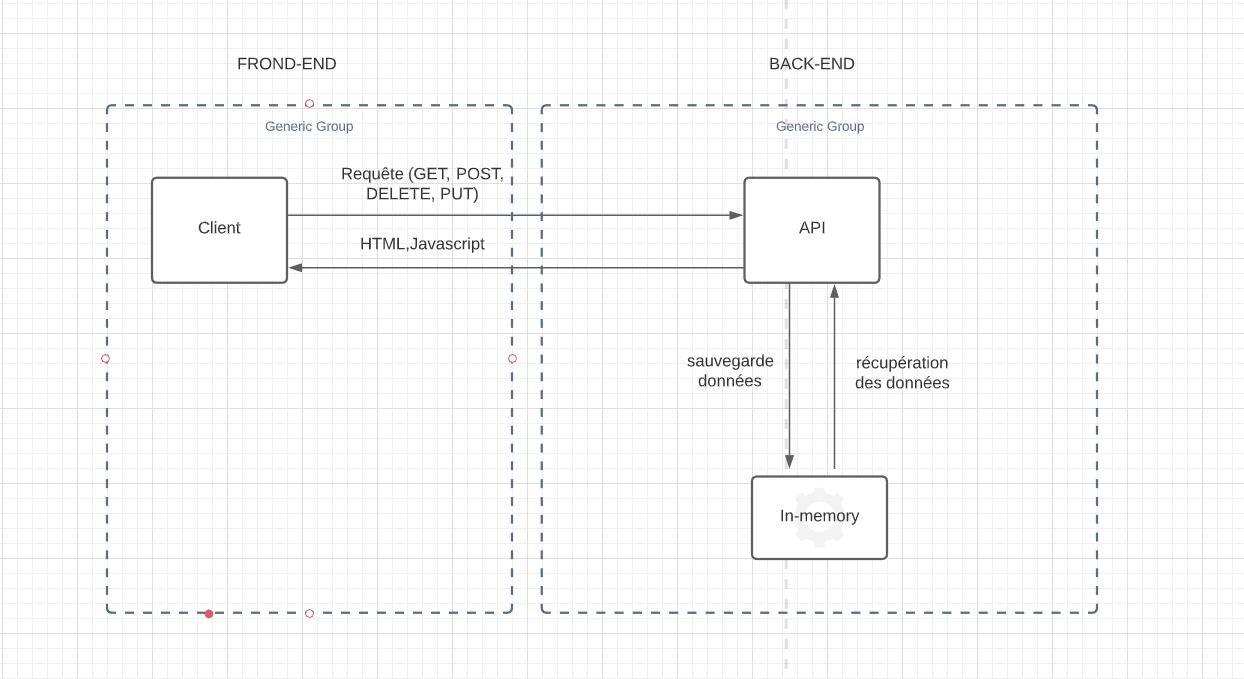 FROND-END
BACK-END
Generic Group
Generic Group
Requête (GET, POST,
DELETE, PUT)
Client
API
HTML,Javascript
sauvegarde
données
récupération
des données
In-memory